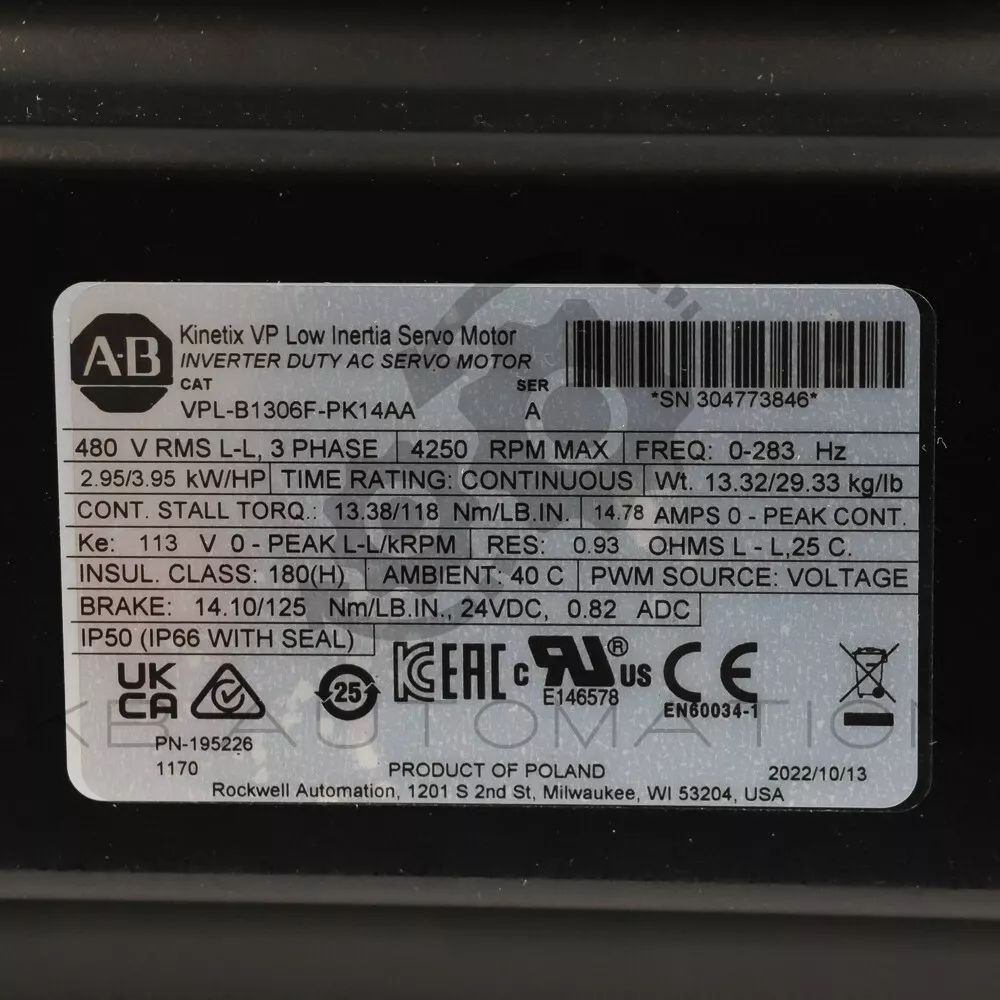 A-B
Kinetix VP Low Inertia Servo Motor
INVERTER DUTY AC SERVO MOTOR
CAT SER
VPL-B1306F-PK14AA A
*SN 304773846*
480 V RMS L-L, 3 PHASE 4250 RPM MAX FREQ: 0-283 Hz
2.95/3.95 kW/HP TIME RATING: CONTINUOUS Wt. 13.32/29.33 kg/lb
CONT. STALL TORQ.: 13.38/118 Nm/LB.IN. 14.78 AMPS 0 - PEAK CONT.
Ke: 113 V 0 - PEAK L-L/kRPM RES: 0.93 OHMS L - L,25 C.
INSUL. CLASS: 180(H) AMBIENT: 40 C PWM SOURCE: VOLTAGE
BRAKE: 14.10/125 Nm/LB.IN., 24VDC, 0.82 ADC
IP50 (IP66 WITH SEAL)
UK CA 25 KC EAC c RU ® US CE
E146578 EN60034-1
KB AUTOMATION
PN-195226
1170 PRODUCT OF POLAND 2022/10/13
Rockwell Automation, 1201 S 2nd St, Milwaukee, WI 53204, USA